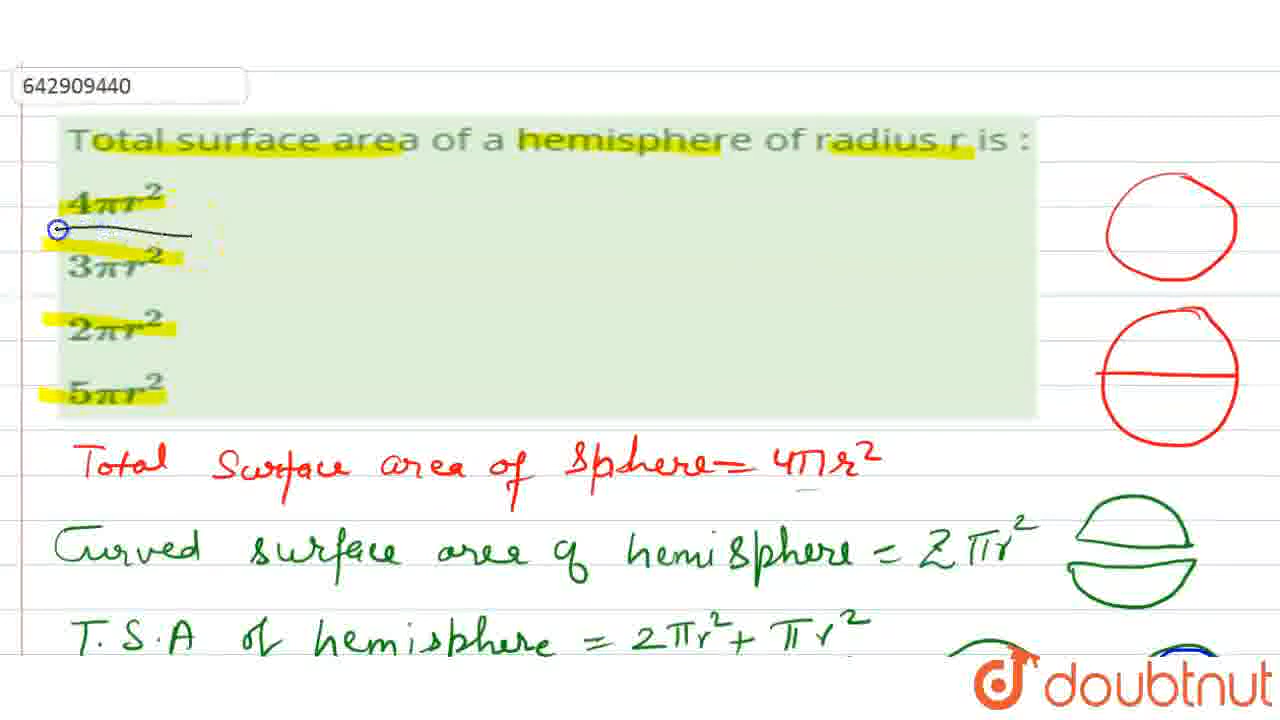 642909440
Total surface area of a hemisphere of radius r is :
4πr²
3πr²
2πr²
5πr²
Total surface area of sphere = 4πr²
Curved surface area of hemisphere = 2πr²
T.S.A of hemisphere = 2πr² + πr²
doubtnut